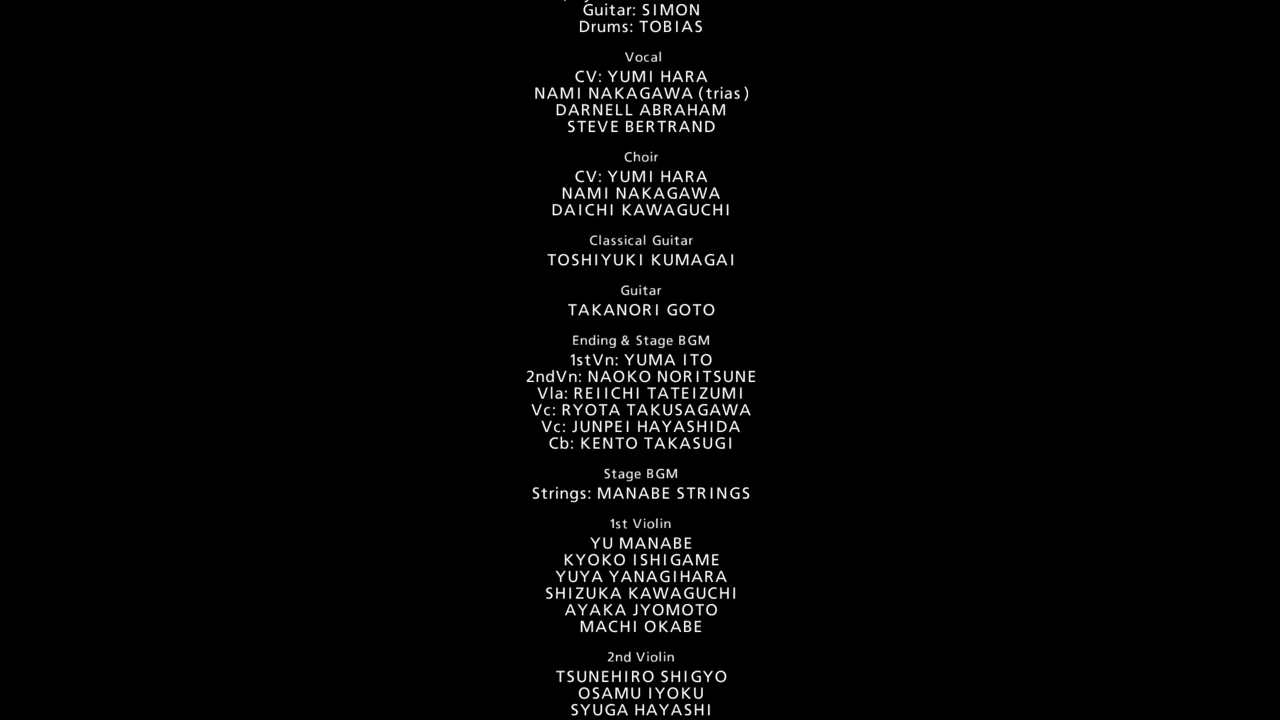 Guitar: SIMON
Drums: TOBIAS
Vocal
CV: YUMI HARA
NAMI NAKAGAWA (trias)
DARNELL ABRAHAM
STEVE BERTRAND
Choir
CV: YUMI HARA
NAMI NAKAGAWA
DAICHI KAWAGUCHI
Classical Guitar
TOSHIYUKI KUMAGAI
Guitar
TAKANORI GOTO
Ending & Stage BGM
1stVn: YUMA ITO
2ndVn: NAOKO NORITSUNE
Vla: REIICHI TATEIZUMI
Vc: RYOTA TAKUSAGAWA
Vc: JUNPEI HAYASHIDA
Cb: KENTO TAKASUGI
Stage BGM
Strings: MANABE STRINGS
1st Violin
YU MANABE
KYOKO ISHIGAME
YUYA YANAGIHARA
SHIZUKA KAWAGUCHI
AYAKA JYOMOTO
MACHI OKABE
2nd Violin
TSUNEHIRO SHIGYO
OSAMU IYOKU
SYUGA HAYASHI